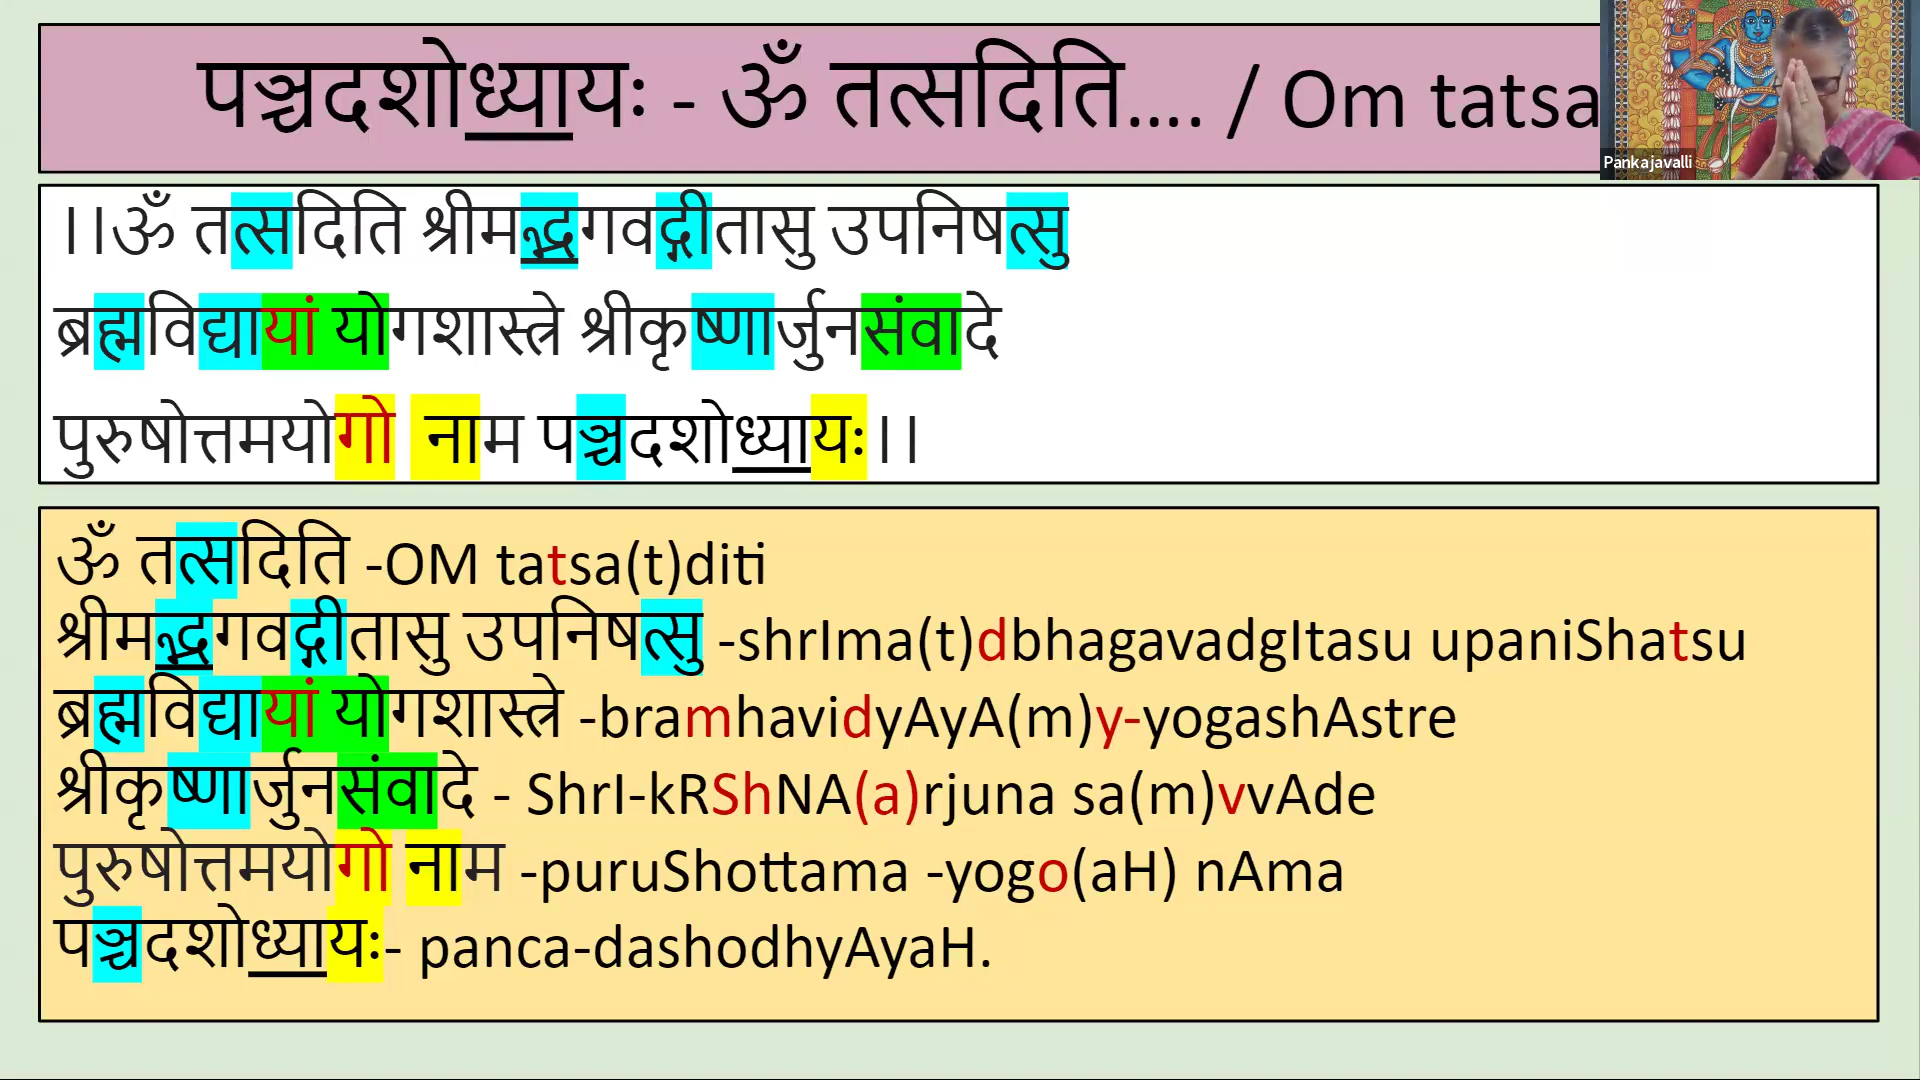 पञ्चदशोध्यायः - ॐ तत्सदिति.... / Om tatsa
Pankajavalli
।।ॐ तत्सदिति श्रीमद्भगवद्गीतासु उपनिषत्सु
ब्रह्मविद्यायां योगशास्त्रे श्रीकृष्णार्जुनसंवादे
पुरुषोत्तमयोगो नाम पञ्चदशोध्यायः।।
ॐ तत्सदिति -OM tatsa(t)diti
श्रीमद्भगवद्गीतासु उपनिषत्सु -shrIma(t)dbhagavadgItasu upaniShatsu
ब्रह्मविद्यायां योगशास्त्रे -bramhavidyAyA(m)y-yogashAstre
श्रीकृष्णार्जुनसंवादे - ShrI-kRShNA(a)rjuna sa(m)vvAde
पुरुषोत्तमयोगो नाम -puruShottama -yogo(aH) nAma
पञ्चदशोध्यायः- panca-dashodhyAyaH.